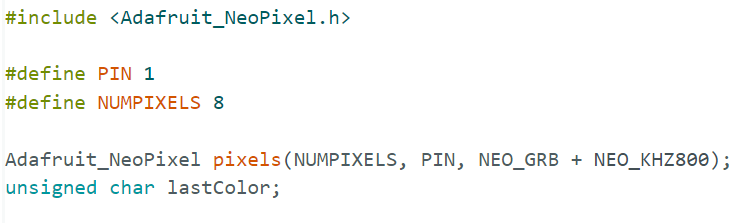 #include <Adafruit_NeoPixel.h>
#define PIN 1
#define NUMPIXELS 8
Adafruit_NeoPixel pixels(NUMPIXELS, PIN, NEO_GRB + NEO_KHZ800);
unsigned char lastColor;